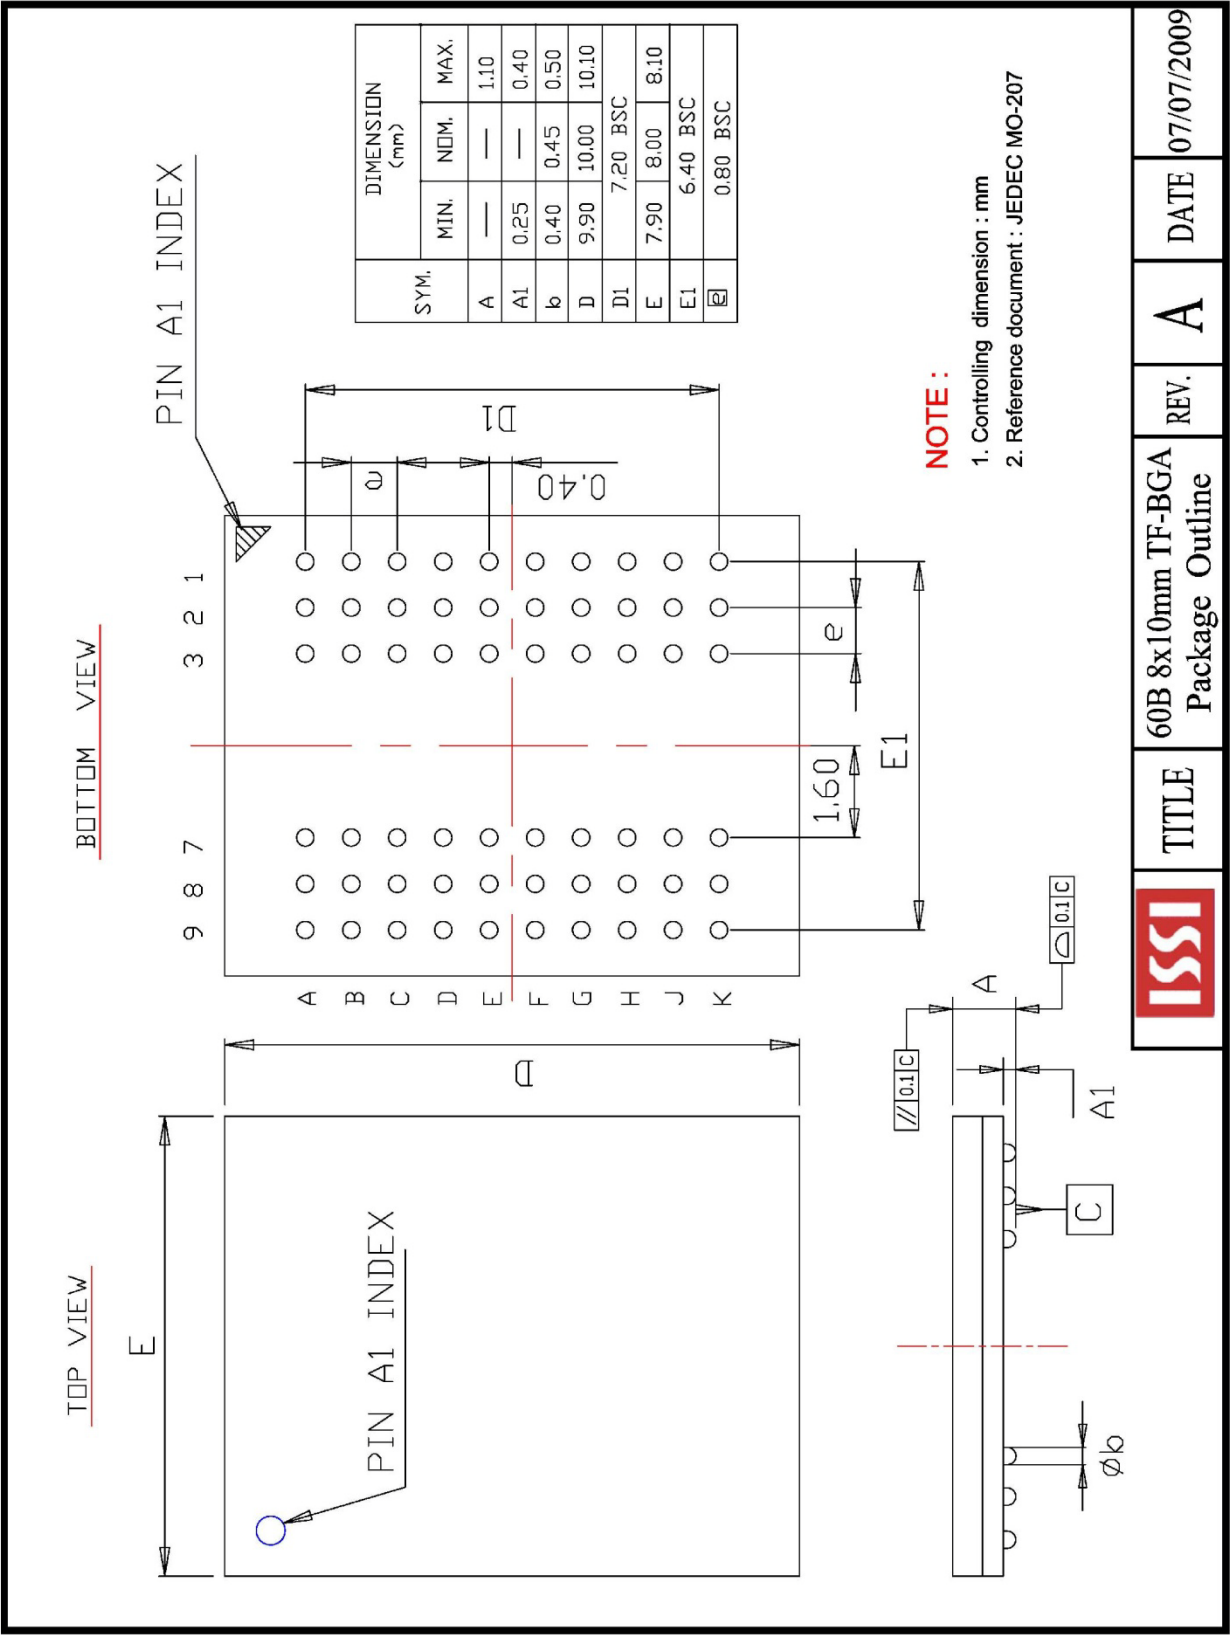 TOP VIEW
E
PIN A1 INDEX
D
BOTTOM VIEW
9 8 7 3 2 1
PIN A1 INDEX
A
B
C
D
E
F
G
H
J
K
e
0.40
D1
e
1.60
E1
SYM. DIMENSION (mm)
MIN. NOM. MAX.
A — — 1.10
A1 0.25 — 0.40
b 0.40 0.45 0.50
D 9.90 10.00 10.10
D1 7.20 BSC
E 7.90 8.00 8.10
E1 6.40 BSC
e 0.80 BSC
// 0.1 C
A
0.1 C
A1
C
Øb
NOTE :
1. Controlling dimension : mm
2. Reference document : JEDEC MO-207
ISSI
TITLE
60B 8x10mm TF-BGA
Package Outline
REV.
A
DATE
07/07/2009